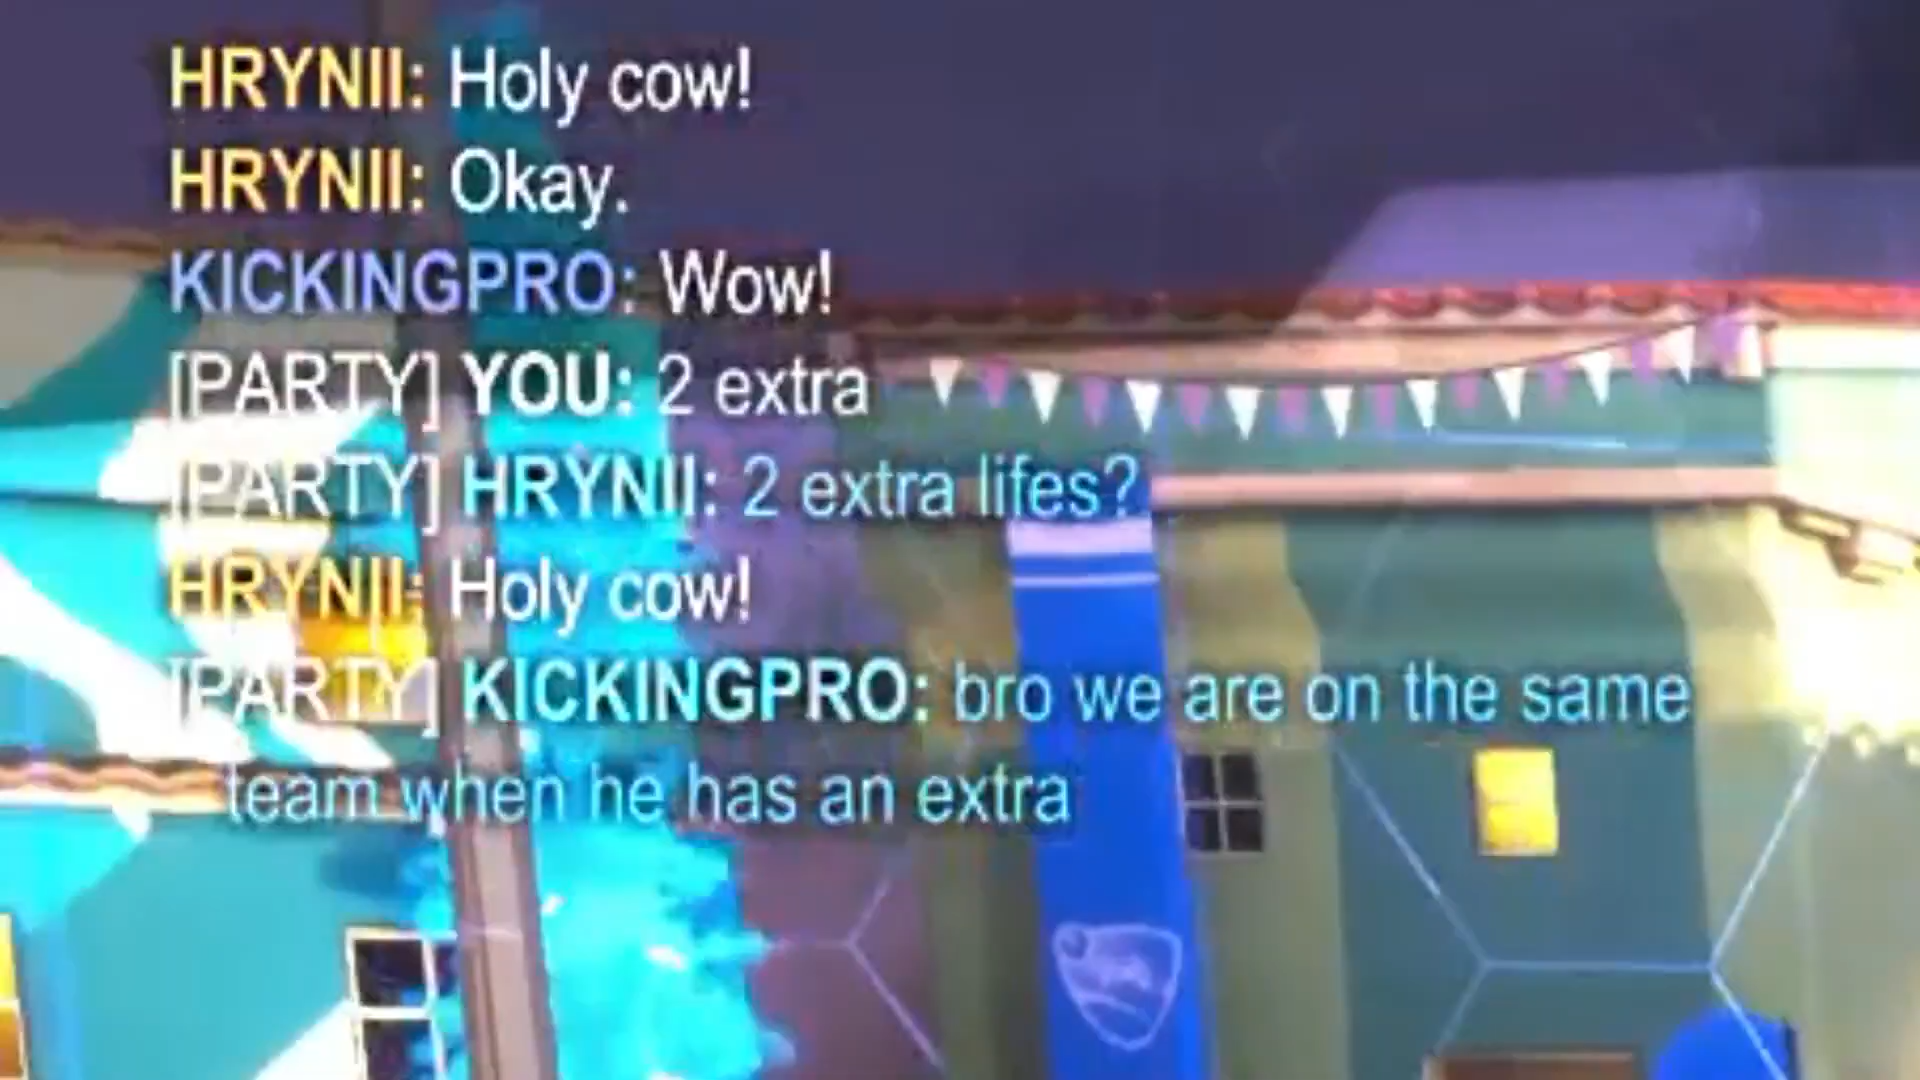 HRYNII: Holy cow!
HRYNII: Okay.
KICKINGPRO: Wow!
[PARTY] YOU: 2 extra
[PARTY] HRYNII: 2 extra lifes?
HRYNII: Holy cow!
[PARTY] KICKINGPRO: bro we are on the same
team when he has an extra